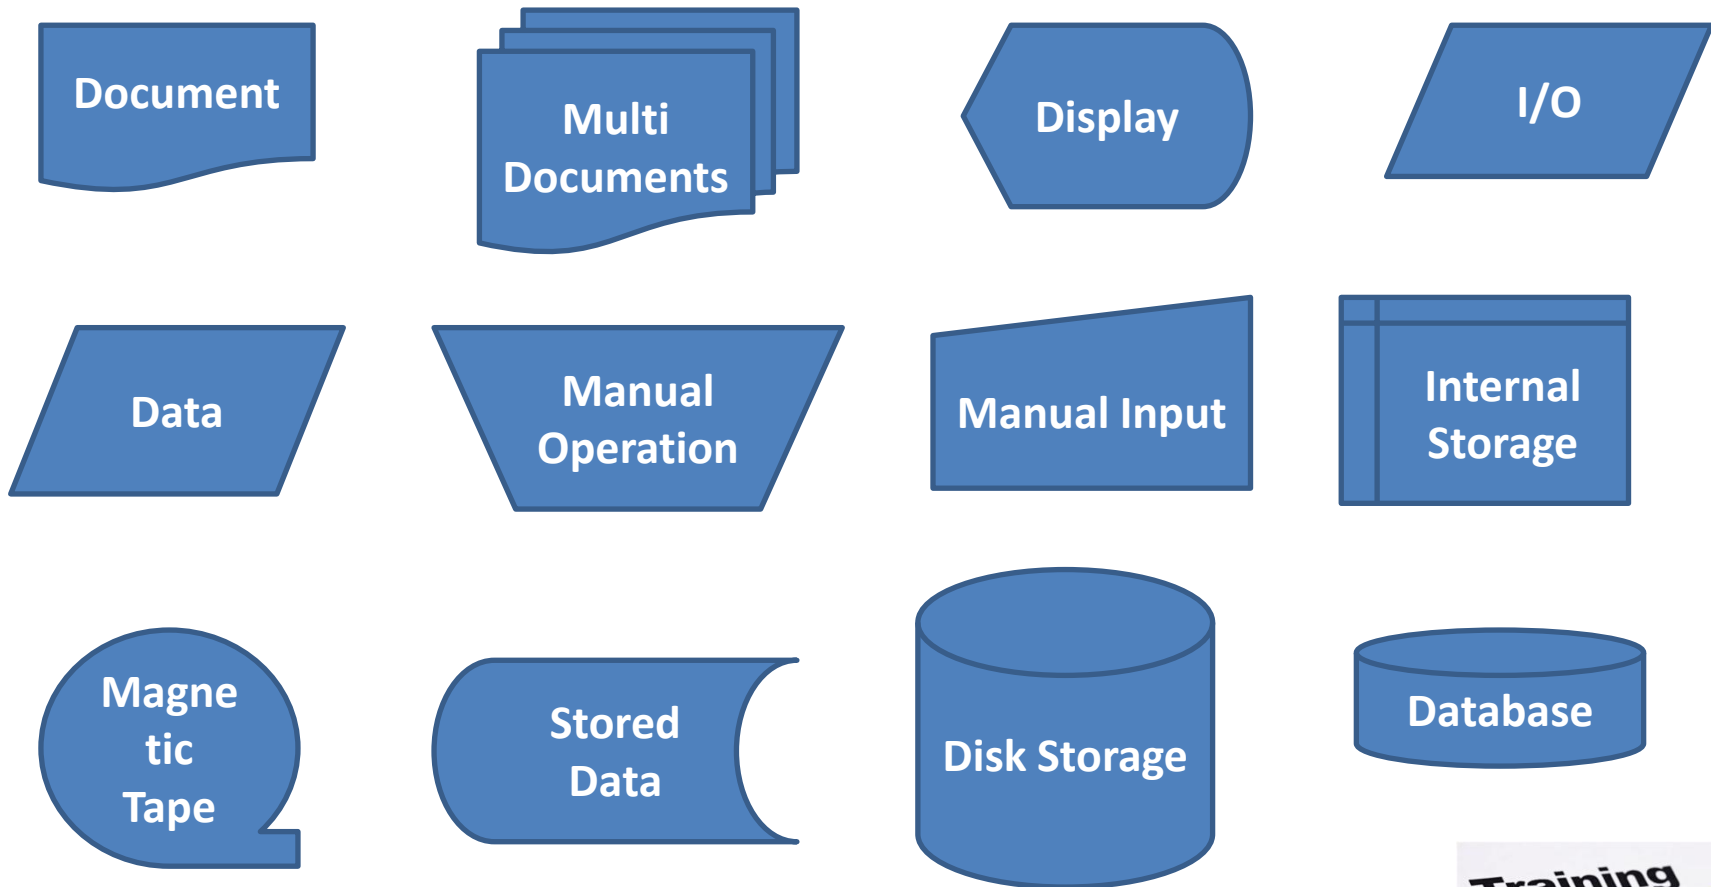 Document
Multi
Documents
Display
I/O
Data
Manual
Operation
Manual Input
Internal
Storage
Magne
tic
Tape
Stored
Data
Disk Storage
Database
Training